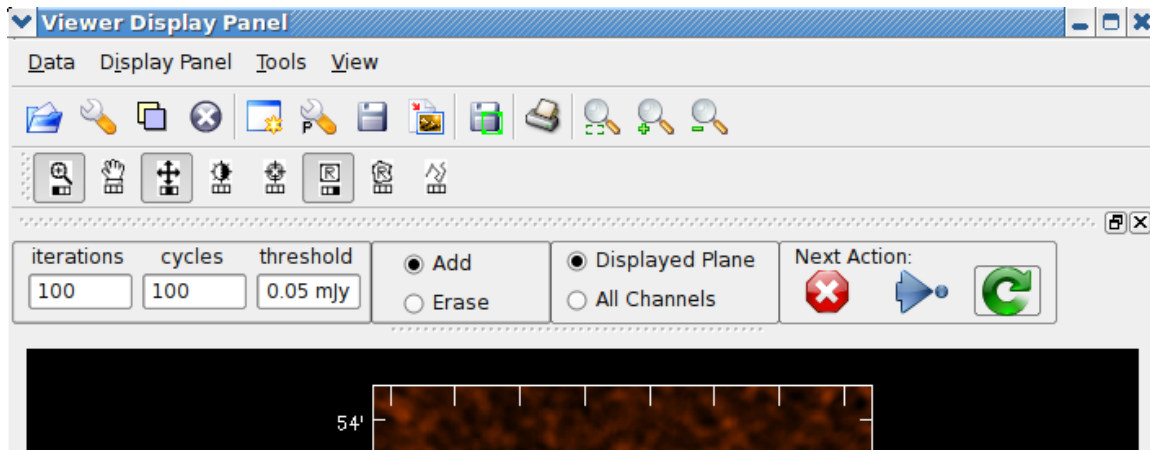 Viewer Display Panel
Data Display Panel Tools View
P
R R
iterations cycles threshold
100 100 0.05 mJy
Add
Erase
Displayed Plane
All Channels
Next Action:
54'